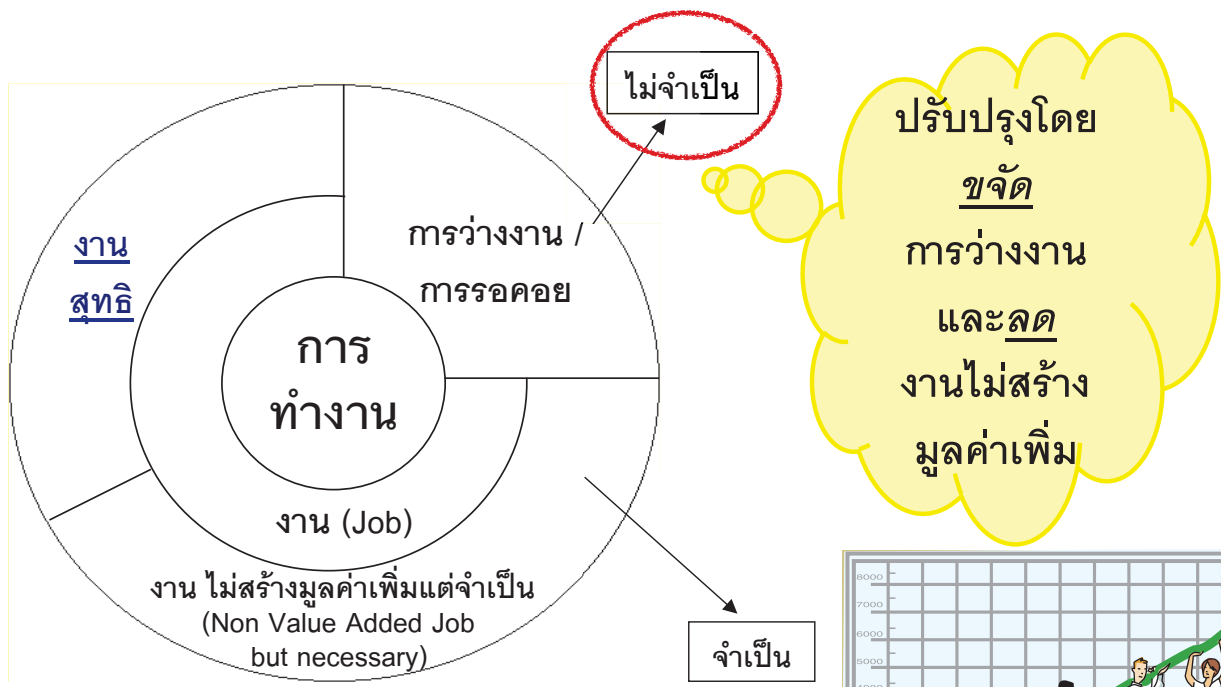 ไม่จำเป็น
การว่างงาน /
การรอคอย
งาน
สุทธิ
การ
ทำงาน
งาน (Job)
งาน ไม่สร้างมูลค่าเพิ่มแต่จำเป็น
(Non Value Added Job
but necessary)
จำเป็น
ปรับปรุงโดย
ขจัด
การว่างงาน
และลด
งานไม่สร้าง
มูลค่าเพิ่ม
8000
7000
6000
5000